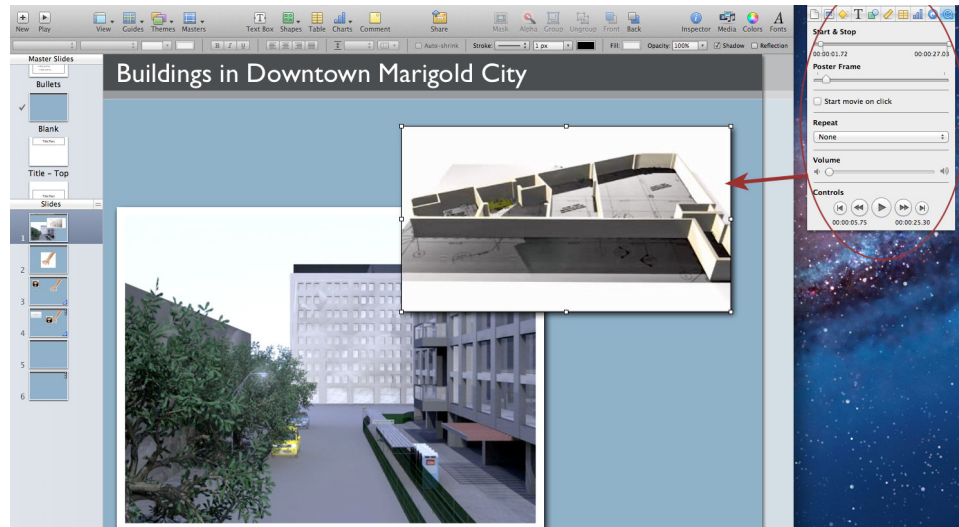 New Play View Guides Themes Masters Text Box Shapes Table Charts Comment Share Mask Alpha Group Ungroup Front Back Inspector Media Colors Fonts
B I U Auto-shrink Stroke: 1 px Fill: Opacity: 100% Shadow Reflection
Master Slides
Bullets
Blank
Title - Top
Slides
1
2
3
4
5
6
Buildings in Downtown Marigold City
Start & Stop
00:00:01.72 00:00:27.03
Poster Frame
Start movie on click
Repeat
None
Volume
Controls
00:00:05.75 00:00:25.30